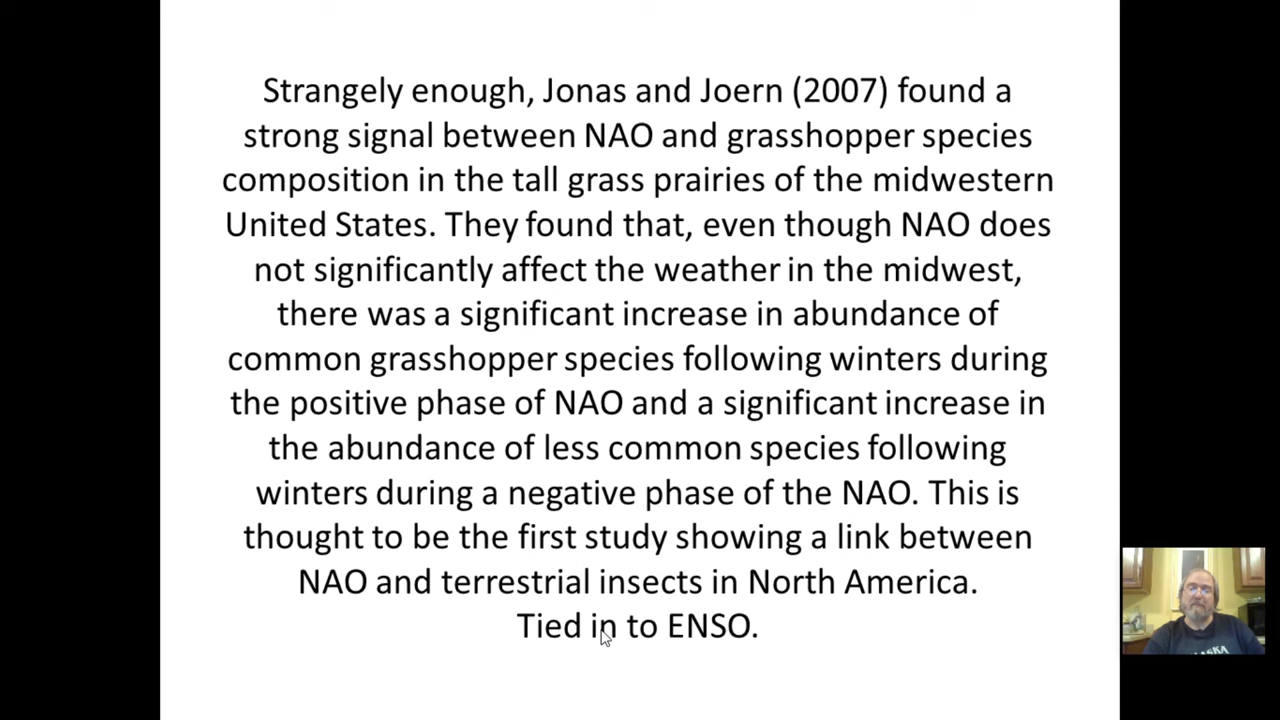 Strangely enough, Jonas and Joern (2007) found a
strong signal between NAO and grasshopper species
composition in the tall grass prairies of the midwestern
United States. They found that, even though NAO does
not significantly affect the weather in the midwest,
there was a significant increase in abundance of
common grasshopper species following winters during
the positive phase of NAO and a significant increase in
the abundance of less common species following
winters during a negative phase of the NAO. This is
thought to be the first study showing a link between
NAO and terrestrial insects in North America.
Tied in to ENSO.